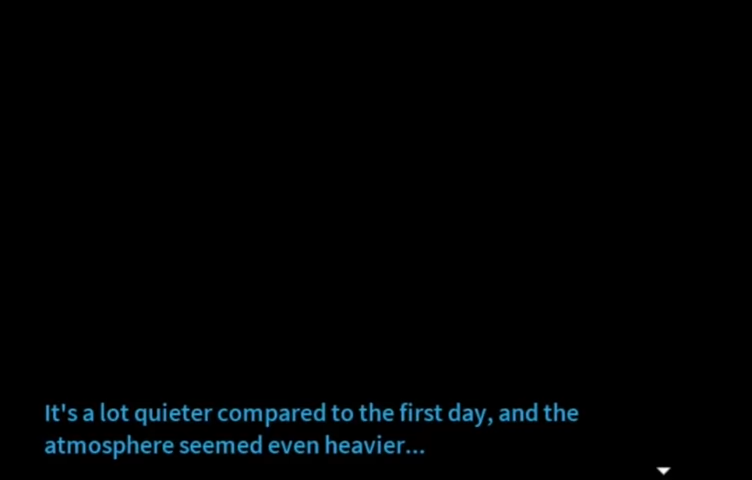 It's a lot quieter compared to the first day, and the
atmosphere seemed even heavier...